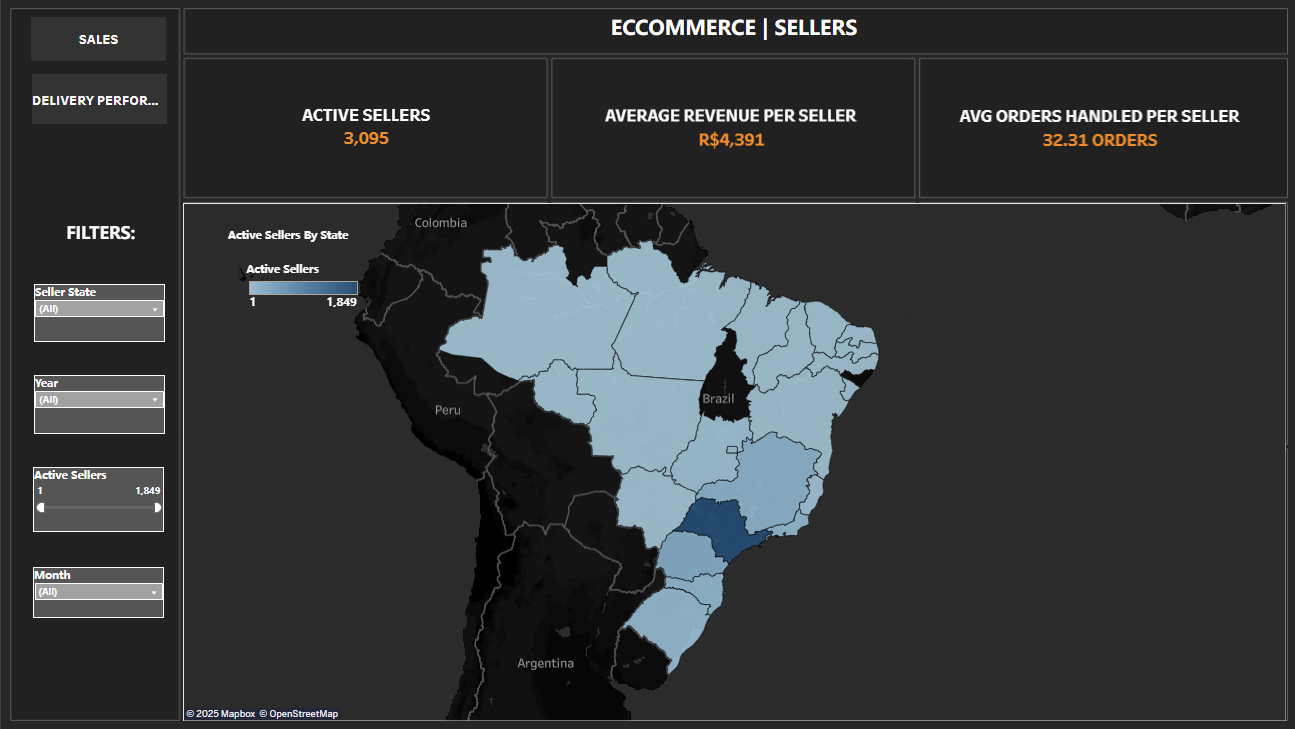 SALES
DELIVERY PERFOR...
FILTERS:
Seller State
(All)
Year
(All)
Active Sellers
1 1,849
Month
(All)
ECCOMMERCE | SELLERS
ACTIVE SELLERS
3,095
AVERAGE REVENUE PER SELLER
R$4,391
AVG ORDERS HANDLED PER SELLER
32.31 ORDERS
Active Sellers By State
Active Sellers
1 1,849
Colombia
Peru
Brazil
Argentina
© 2025 Mapbox © OpenStreetMap